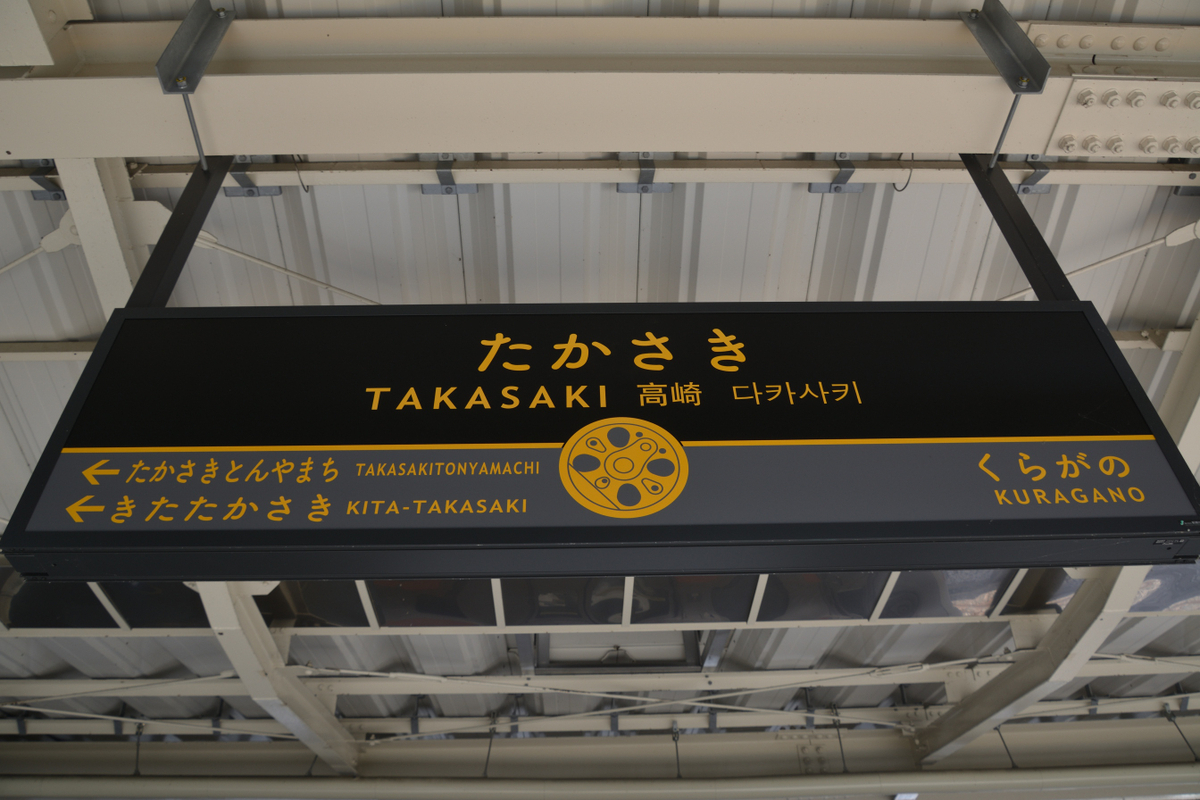 たかさき
TAKASAKI 高崎 다카사키
← たかさきとんやまち TAKASAKITONYAMACHI
← きたたかさき KITA-TAKASAKI
くらがの
KURAGANO